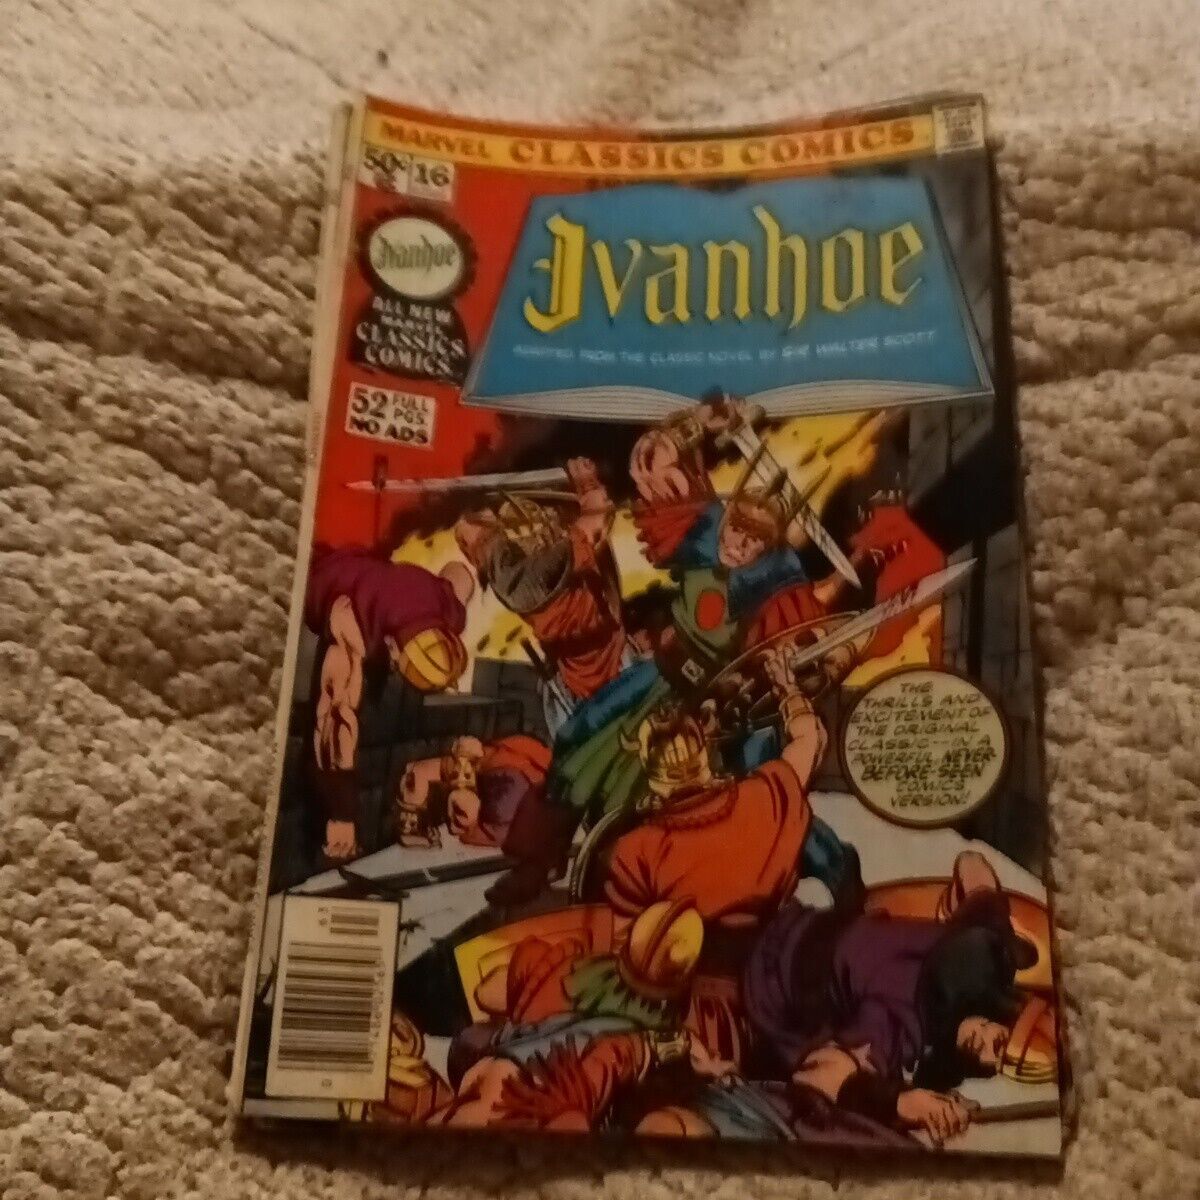 MARVEL CLASSICS COMICS
50¢ 16
Ivanhoe
ALL NEW
MARVEL
CLASSICS
COMICS
52 FULL
PGS.
NO ADS
Ivanhoe
ADAPTED FROM THE CLASSIC NOVEL BY SIR WALTER SCOTT
THE
THRILLS AND
EXCITEMENT OF
THE ORIGINAL
CLASSIC--IN A
POWERFUL NEVER-
BEFORE-SEEN
COMICS
VERSION!